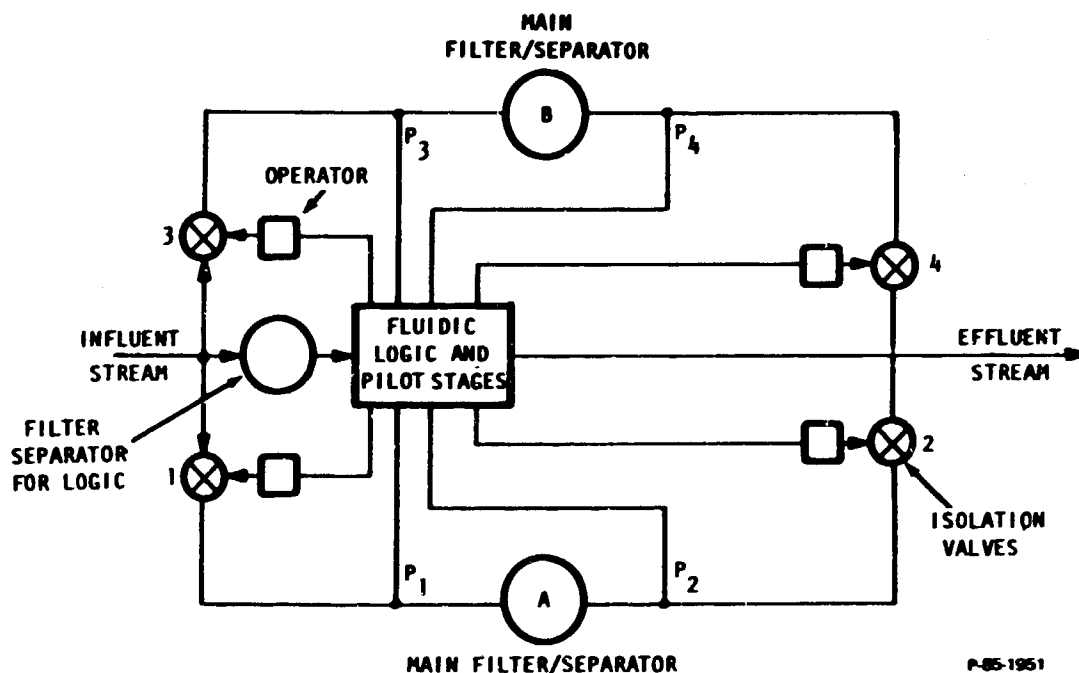 MAIN
FILTER/SEPARATOR
B
P3
P4
OPERATOR
3
4
INFLUENT
STREAM
FLUIDIC
LOGIC AND
PILOT STAGES
EFFLUENT
STREAM
FILTER
SEPARATOR
FOR LOGIC
1
2
ISOLATION
VALVES
P1
P2
A
MAIN FILTER/SEPARATOR
P-85-1951